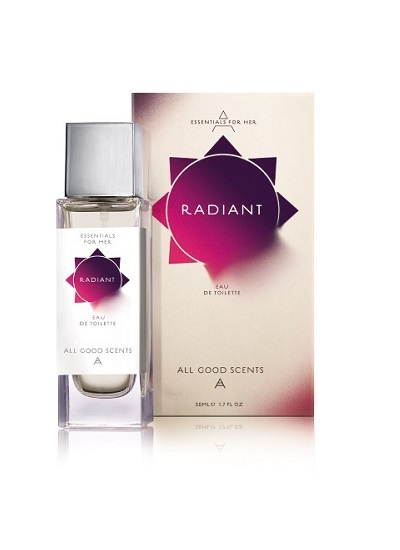 ESSENTIALS
FOR HER
RADIANT
EAU
DE TOILETTE
ALL GOOD SCENTS
ESSENTIALS FOR HER
RADIANT
EAU
DE TOILETTE
ALL GOOD SCENTS
50ML℮ 1.7 FL OZ